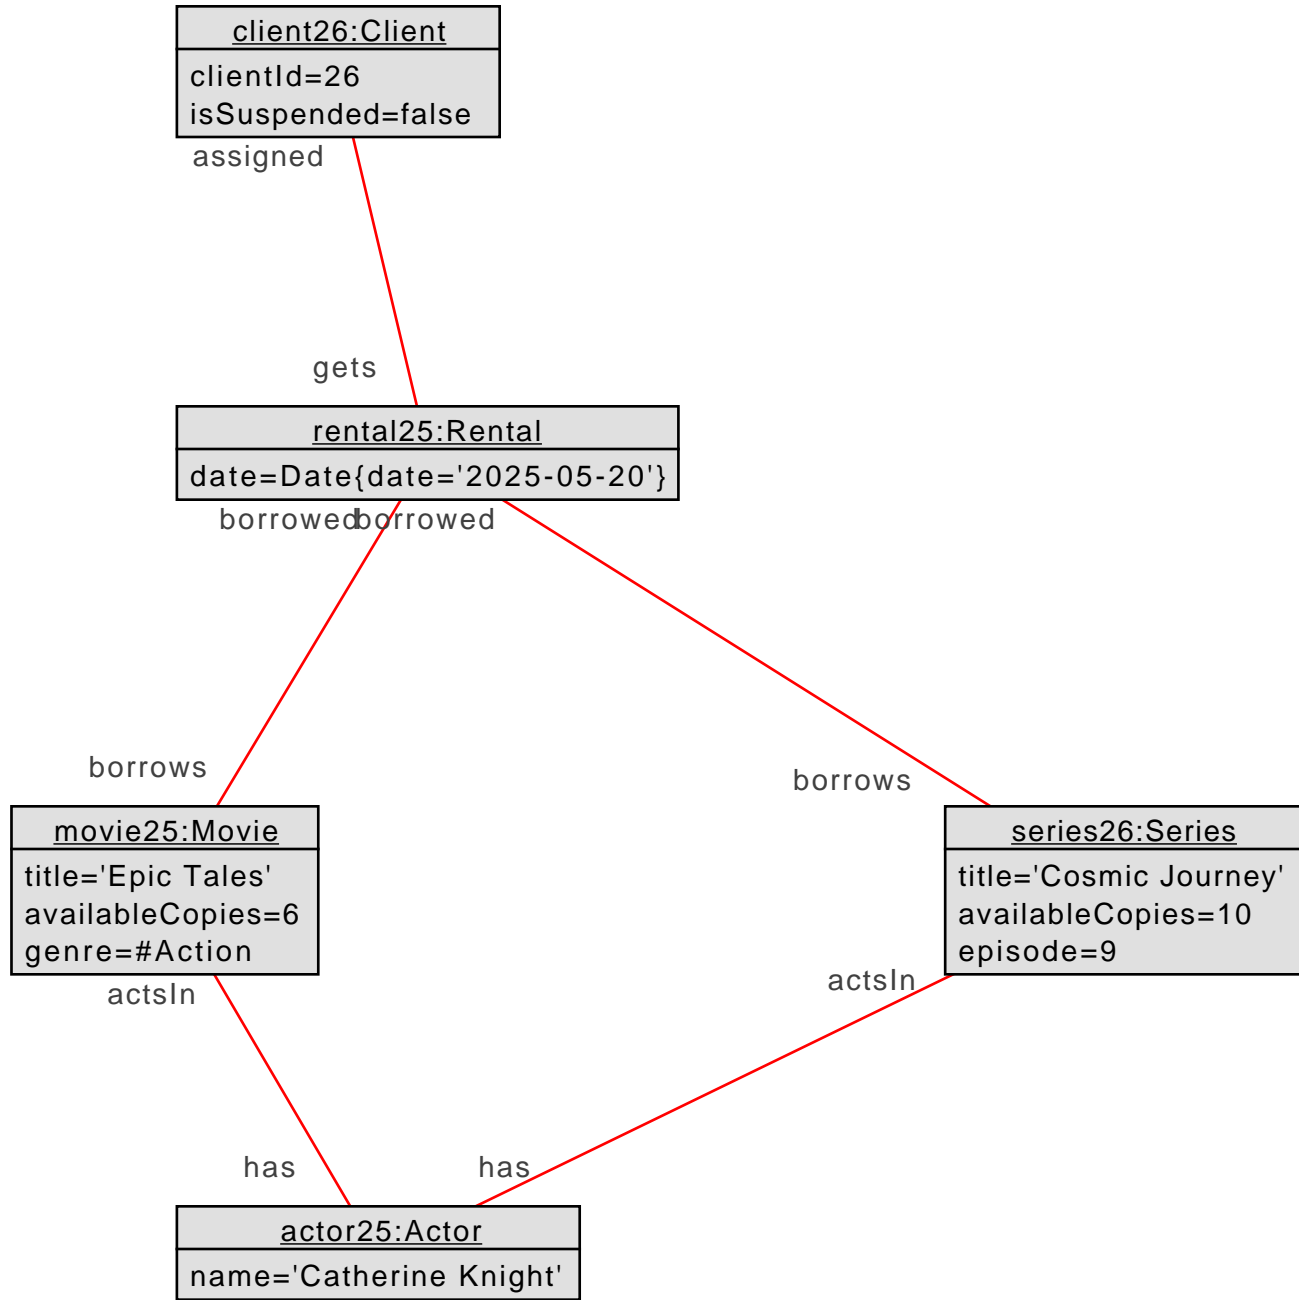 client26:Client
clientId=26
isSuspended=false
assigned
gets
rental25:Rental
date=Date{date='2025-05-20'}
borrowed
borrowed
borrows
borrows
movie25:Movie
title='Epic Tales'
availableCopies=6
genre=#Action
series26:Series
title='Cosmic Journey'
availableCopies=10
episode=9
actsIn
actsIn
has
has
actor25:Actor
name='Catherine Knight'